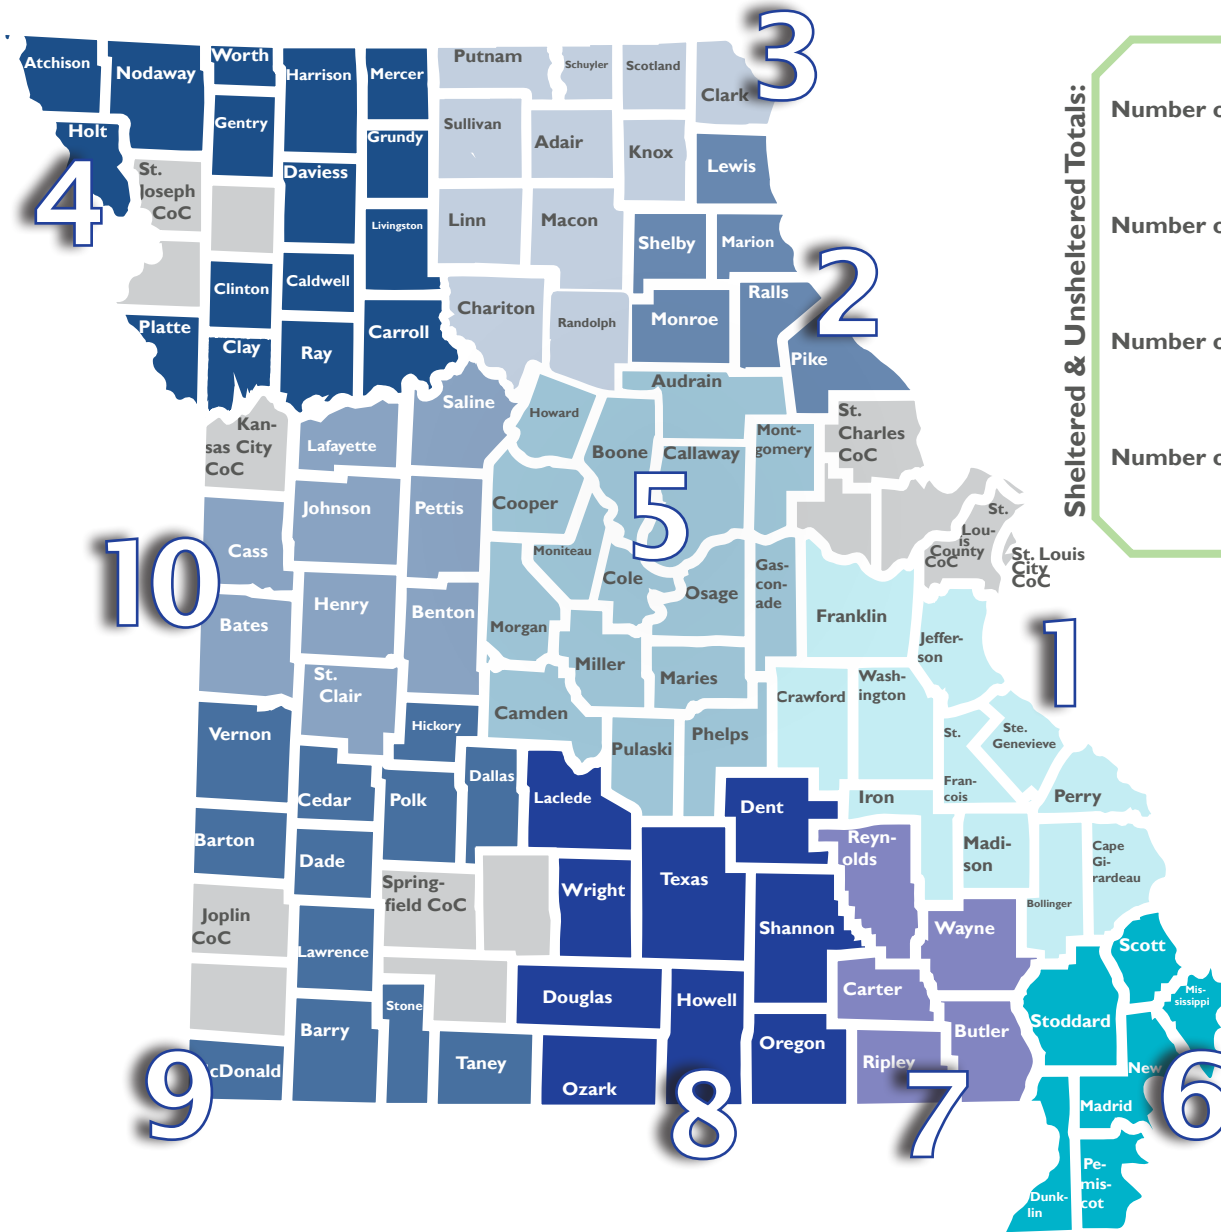 3
Atchison
Nodaway
Worth
Harrison
Mercer
Putnam
Schuyler
Scotland
Clark
Holt
Gentry
Grundy
Sullivan
Adair
Knox
Lewis
4
St.
Joseph
CoC
Daviess
Livingston
Linn
Macon
Shelby
Marion
2
Clinton
Caldwell
Chariton
Randolph
Monroe
Ralls
Pike
Platte
Clay
Ray
Carroll
Audrain
Saline
Howard
Boone
Callaway
Mont-
gomery
St.
Charles
CoC
Kan-
sas City
CoC
Lafayette
Johnson
Pettis
Cooper
5
Moniteau
Cole
Osage
Gas-
con-
ade
St.
Lou-
is
County
CoC
St. Louis
City
CoC
10
Cass
Henry
Benton
Morgan
Miller
Maries
Franklin
Jeffer-
son
1
Bates
St.
Clair
Camden
Pulaski
Phelps
Crawford
Wash-
ington
St.
Fran-
cois
Ste.
Genevieve
Perry
Vernon
Hickory
Cedar
Polk
Dallas
Laclede
Dent
Iron
Reyn-
olds
Madi-
son
Bollinger
Cape
Gi-
rardeau
Barton
Dade
Spring-
field CoC
Wright
Texas
Shannon
Wayne
Scott
Joplin
CoC
Lawrence
Douglas
Howell
Carter
Stoddard
Mis-
sissippi
Barry
Stone
Taney
Ozark
Oregon
Ripley
Butler
New
Madrid
9
cDonald
8
7
6
Pe-
mis-
cot
Dunk-
lin
Sheltered & Unsheltered Totals:
Number o
Number o
Number o
Number o